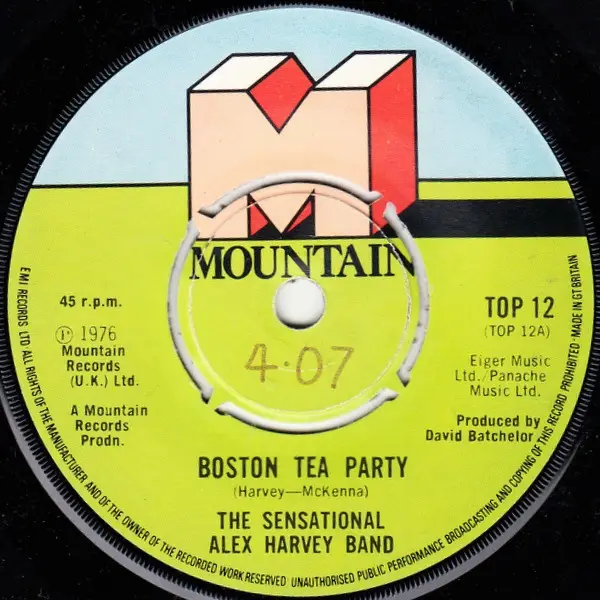 M
MOUNTAIN
45 r.p.m.
TOP 12
(TOP 12A)
Ⓟ 1976
Mountain
Records
(U.K.) Ltd.
A Mountain
Records
Prodn.
Eiger Music
Ltd./Panache
Music Ltd.
Produced by
David Batchelor
4·07
BOSTON TEA PARTY
(Harvey—McKenna)
THE SENSATIONAL
ALEX HARVEY BAND
EMI RECORDS LTD·ALL RIGHTS OF THE MANUFACTURER AND OF THE OWNER OF THE RECORDED WORK RESERVED UNAUTHORISED PUBLIC PERFORMANCE BROADCASTING AND COPYING OF THIS RECORD PROHIBITED·MADE IN GT BRITAIN